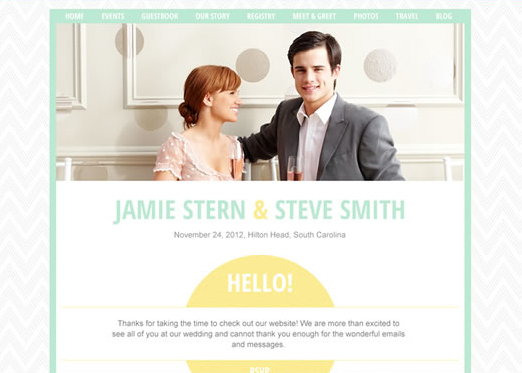 HOME EVENTS GUESTBOOK OUR STORY REGISTRY MEET & GREET PHOTOS TRAVEL BLOG
JAMIE STERN & STEVE SMITH
November 24, 2012, Hilton Head, South Carolina
HELLO!
Thanks for taking the time to check out our website! We are more than excited to
see all of you at our wedding and cannot thank you enough for the wonderful emails
and messages.
RSVP